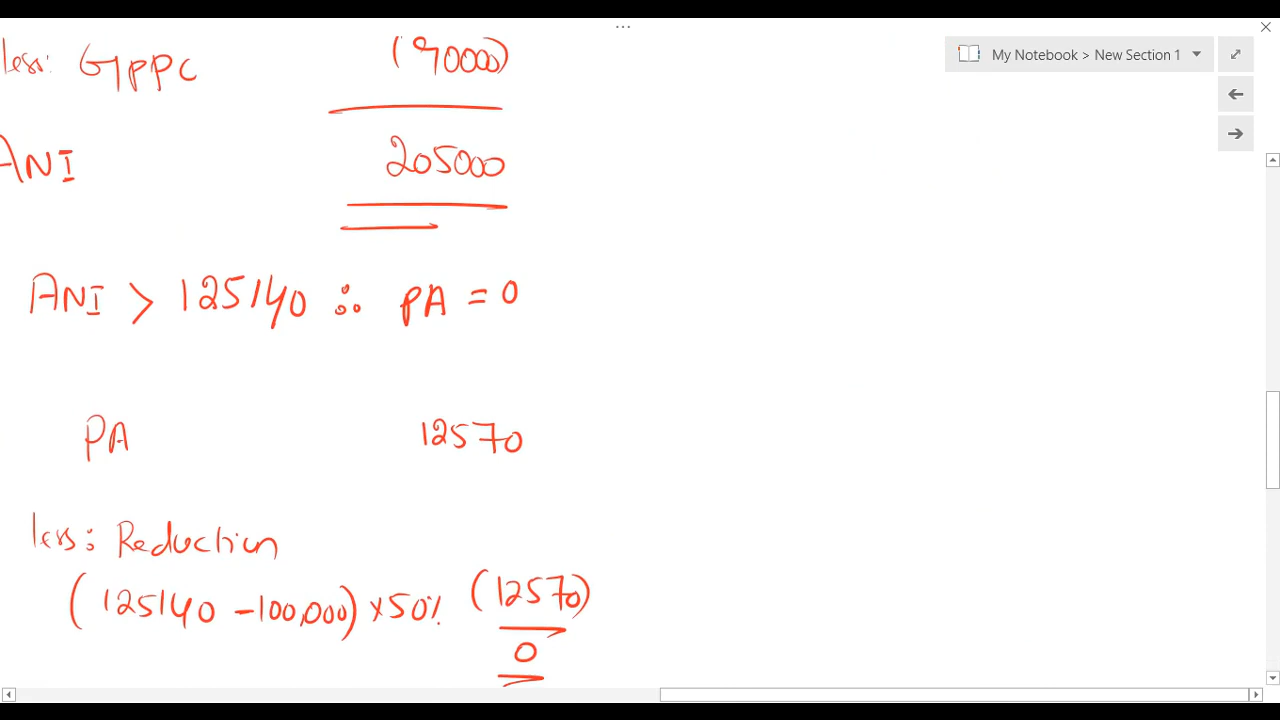 My Notebook > New Section 1
less: GPPC (90000)
ANI 205000
ANI > 125140 ∴ PA = 0
PA 12570
less: Reduction
(125140 - 100,000) × 50% (12570)
0